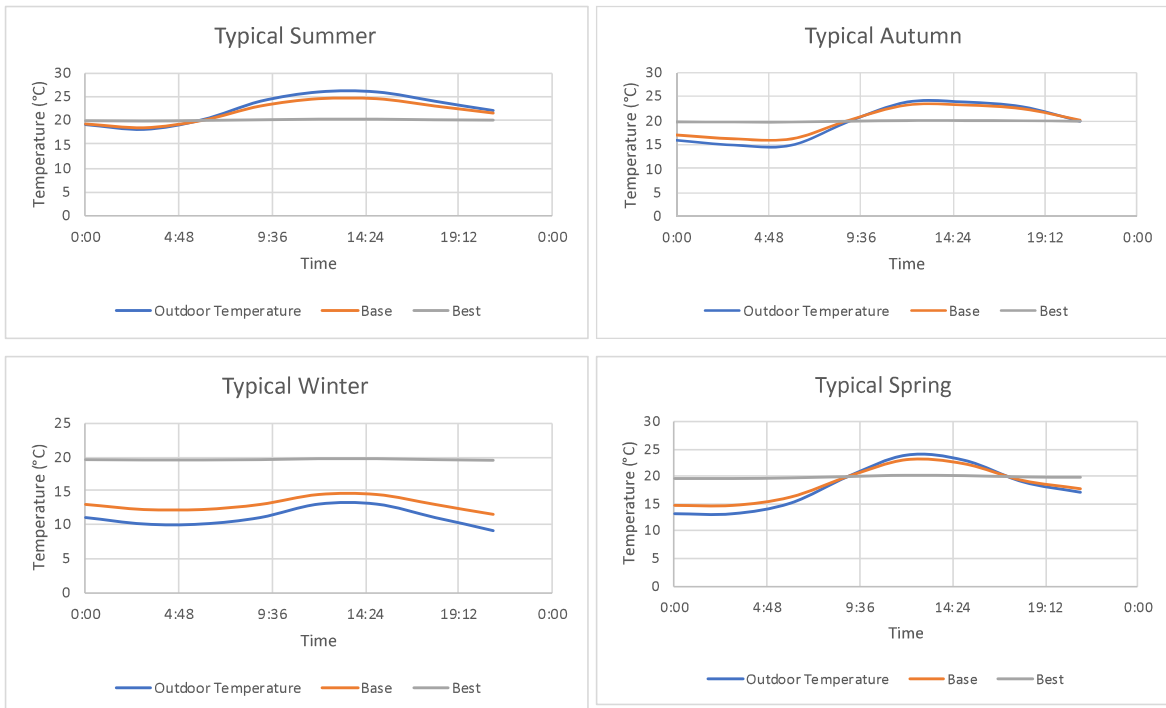 Typical Summer
Temperature (°C)
30
25
20
15
10
5
0
0:00 4:48 9:36 14:24 19:12 0:00
Time
Outdoor Temperature Base Best
Typical Autumn
Temperature (°C)
30
25
20
15
10
5
0
0:00 4:48 9:36 14:24 19:12 0:00
Time
Outdoor Temperature Base Best
Typical Winter
Temperature (°C)
25
20
15
10
5
0
0:00 4:48 9:36 14:24 19:12 0:00
Time
Outdoor Temperature Base Best
Typical Spring
Temperature (°C)
30
25
20
15
10
5
0
0:00 4:48 9:36 14:24 19:12 0:00
Time
Outdoor Temperature Base Best